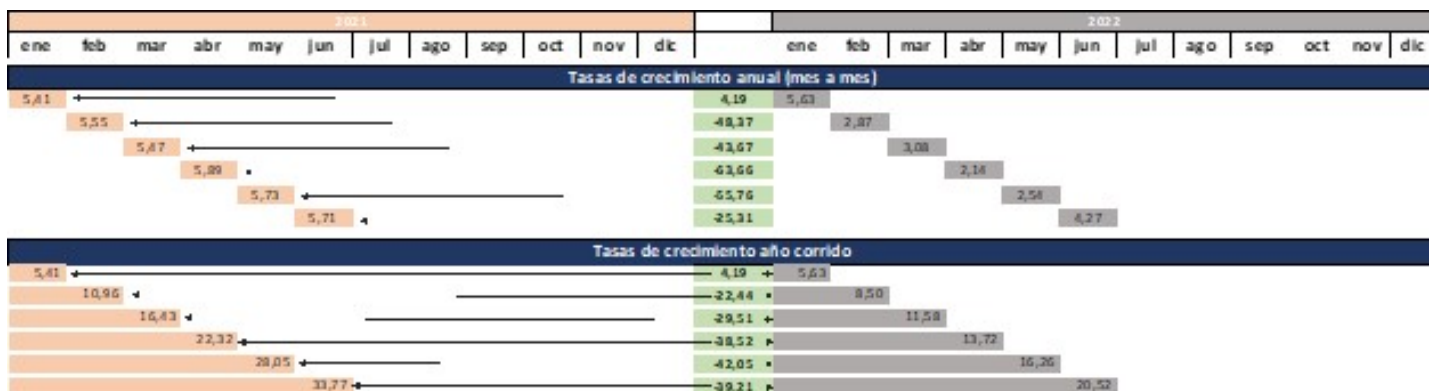 2021 2022
ene feb mar abr may jun jul ago sep oct nov dic ene feb mar abr may jun jul ago sep oct nov dic
Tasas de crecimiento anual (mes a mes)
5,41 4,19 5,63
5,55 -48,37 2,87
5,47 -43,67 3,08
5,89 -63,66 2,14
5,73 -55,76 2,54
5,71 -25,31 4,27
Tasas de crecimiento año corrido
5,41 4,19 5,63
10,96 -22,44 8,50
16,43 -29,51 11,58
22,32 -38,52 13,72
28,05 -42,05 16,26
33,77 -39,21 20,52